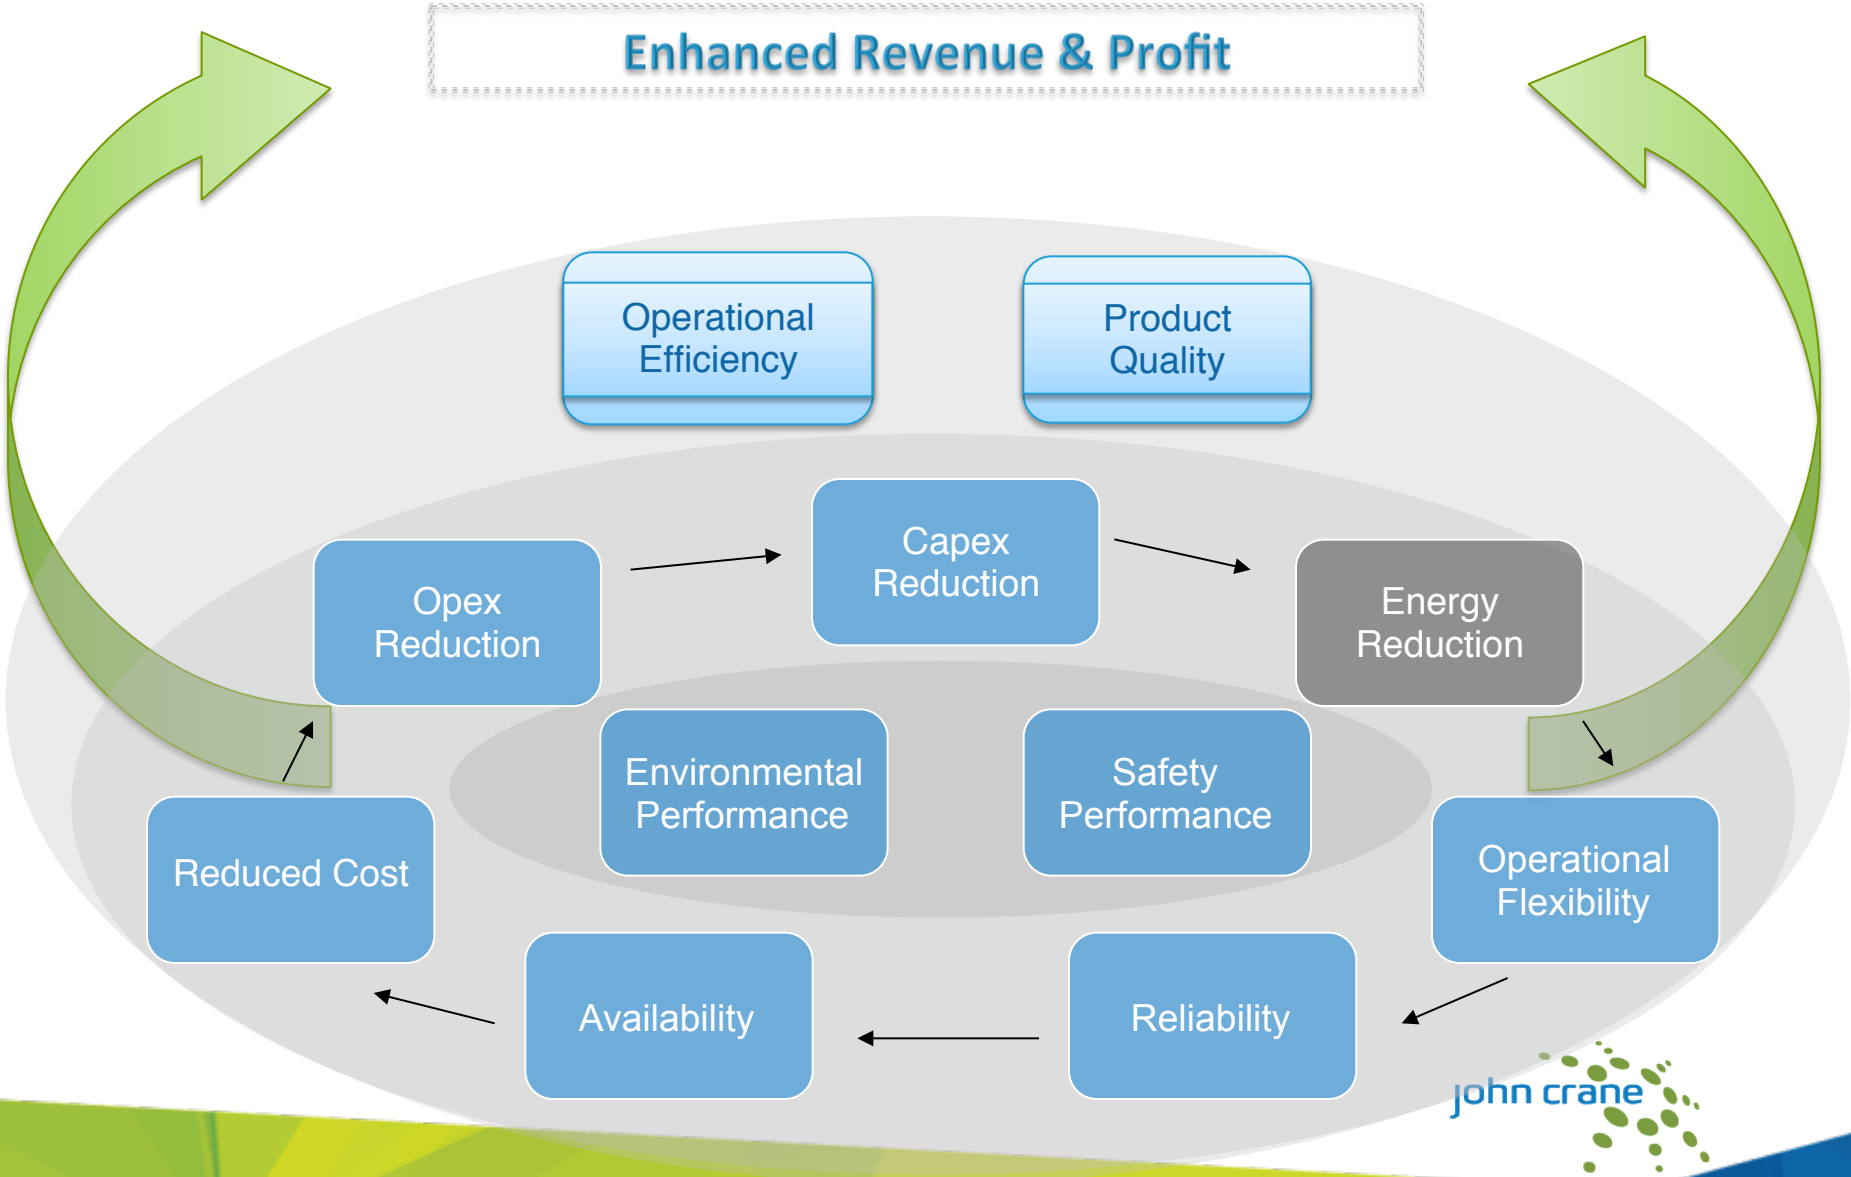 Enhanced Revenue & Profit
Operational
Efficiency
Product
Quality
Capex
Reduction
Opex
Reduction
Energy
Reduction
Environmental
Performance
Safety
Performance
Reduced Cost
Operational
Flexibility
Availability
Reliability
john crane